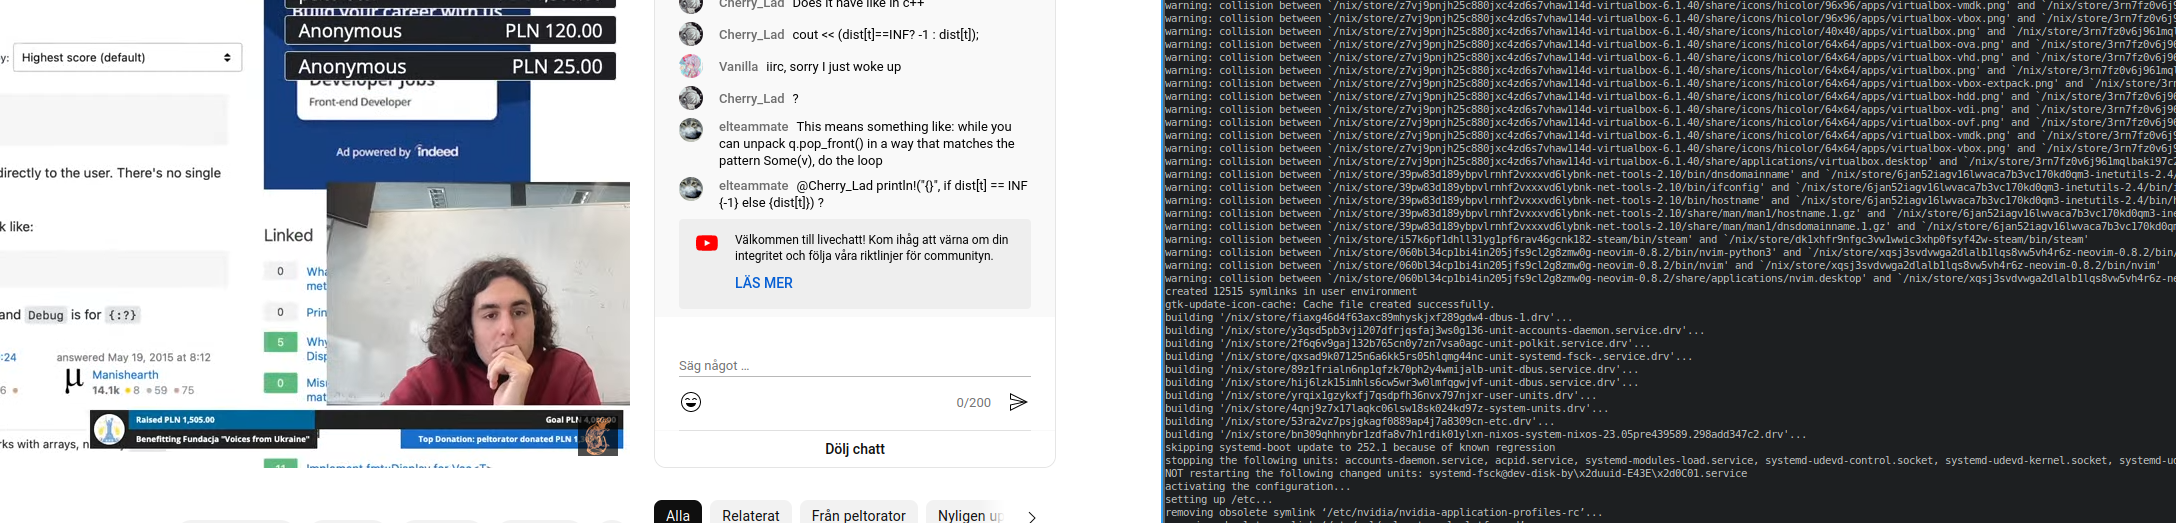 Build your career with us
Anonymous PLN 120.00
Anonymous PLN 25.00
y: Highest score (default)
Developer jobs
Front-end Developer
Ad powered by indeed
directly to the user. There's no single
k like:
Linked
0 Wha
met
0 Prin
and Debug is for {:?}
5 Why
Disp
:24 answered May 19, 2015 at 8:12
μ Manishearth
14.1k 8 59 75
0 Misn
mat
Raised PLN 1,505.00 Goal PLN
Benefitting Fundacja "Voices from Ukraine"
Top Donation: peltorator donated PLN
rks with arrays, n
Implement fmt::Display for Vec<T>
Cherry_Lad Does it have like in c++
Cherry_Lad cout << (dist[t]==INF? -1 : dist[t]);
Vanilla iirc, sorry I just woke up
Cherry_Lad ?
elteammate This means something like: while you
can unpack q.pop_front() in a way that matches the
pattern Some(v), do the loop
elteammate @Cherry_Lad println!("{}", if dist[t] == INF
{-1} else {dist[t]}) ?
Välkommen till livechatt! Kom ihåg att värna om din
integritet och följa våra riktlinjer för communityn.
LÄS MER
Säg något …
0/200
Dölj chatt
Alla Relaterat Från peltorator Nyligen up
warning: collision between `/nix/store/z7vj9pnjh25c880jxc4zd6s7vhaw114d-virtualbox-6.1.40/share/icons/hicolor/96x96/apps/virtualbox-vmdk.png' and `/nix/store/3rn7fz0v6
warning: collision between `/nix/store/z7vj9pnjh25c880jxc4zd6s7vhaw114d-virtualbox-6.1.40/share/icons/hicolor/96x96/apps/virtualbox-vbox.png' and `/nix/store/3rn7fz0v6
warning: collision between `/nix/store/z7vj9pnjh25c880jxc4zd6s7vhaw114d-virtualbox-6.1.40/share/icons/hicolor/40x40/apps/virtualbox.png' and `/nix/store/3rn7fz0v6j961mql
warning: collision between `/nix/store/z7vj9pnjh25c880jxc4zd6s7vhaw114d-virtualbox-6.1.40/share/icons/hicolor/64x64/apps/virtualbox-ova.png' and `/nix/store/3rn7fz0v6j9
warning: collision between `/nix/store/z7vj9pnjh25c880jxc4zd6s7vhaw114d-virtualbox-6.1.40/share/icons/hicolor/64x64/apps/virtualbox-vhd.png' and `/nix/store/3rn7fz0v6j9
warning: collision between `/nix/store/z7vj9pnjh25c880jxc4zd6s7vhaw114d-virtualbox-6.1.40/share/icons/hicolor/64x64/apps/virtualbox.png' and `/nix/store/3rn7fz0v6j961mq
warning: collision between `/nix/store/z7vj9pnjh25c880jxc4zd6s7vhaw114d-virtualbox-6.1.40/share/icons/hicolor/64x64/apps/virtualbox-vbox-extpack.png' and `/nix/store/3r
warning: collision between `/nix/store/z7vj9pnjh25c880jxc4zd6s7vhaw114d-virtualbox-6.1.40/share/icons/hicolor/64x64/apps/virtualbox-hdd.png' and `/nix/store/3rn7fz0v6j9
warning: collision between `/nix/store/z7vj9pnjh25c880jxc4zd6s7vhaw114d-virtualbox-6.1.40/share/icons/hicolor/64x64/apps/virtualbox-vdi.png' and `/nix/store/3rn7fz0v6j9
warning: collision between `/nix/store/z7vj9pnjh25c880jxc4zd6s7vhaw114d-virtualbox-6.1.40/share/icons/hicolor/64x64/apps/virtualbox-ovf.png' and `/nix/store/3rn7fz0v6j9
warning: collision between `/nix/store/z7vj9pnjh25c880jxc4zd6s7vhaw114d-virtualbox-6.1.40/share/icons/hicolor/64x64/apps/virtualbox-vmdk.png' and `/nix/store/3rn7fz0v6j
warning: collision between `/nix/store/z7vj9pnjh25c880jxc4zd6s7vhaw114d-virtualbox-6.1.40/share/icons/hicolor/64x64/apps/virtualbox-vbox.png' and `/nix/store/3rn7fz0v6j
warning: collision between `/nix/store/z7vj9pnjh25c880jxc4zd6s7vhaw114d-virtualbox-6.1.40/share/applications/virtualbox.desktop' and `/nix/store/3rn7fz0v6j961mqlbaki97c2
warning: collision between `/nix/store/39pw83d189ybpvlrnhf2vxxxvd6lybnk-net-tools-2.10/bin/dnsdomainname' and `/nix/store/6jan52iagv16lwvaca7b3vc170kd0qm3-inetutils-2.4/
warning: collision between `/nix/store/39pw83d189ybpvlrnhf2vxxxvd6lybnk-net-tools-2.10/bin/ifconfig' and `/nix/store/6jan52iagv16lwvaca7b3vc170kd0qm3-inetutils-2.4/bin/i
warning: collision between `/nix/store/39pw83d189ybpvlrnhf2vxxxvd6lybnk-net-tools-2.10/bin/hostname' and `/nix/store/6jan52iagv16lwvaca7b3vc170kd0qm3-inetutils-2.4/bin/h
warning: collision between `/nix/store/39pw83d189ybpvlrnhf2vxxxvd6lybnk-net-tools-2.10/share/man/man1/hostname.1.gz' and `/nix/store/6jan52iagv16lwvaca7b3vc170kd0qm3-ine
warning: collision between `/nix/store/39pw83d189ybpvlrnhf2vxxxvd6lybnk-net-tools-2.10/share/man/man1/dnsdomainname.1.gz' and `/nix/store/6jan52iagv16lwvaca7b3vc170kd0qm
warning: collision between `/nix/store/i57k6pf1dhll31yg1pf6rav46gcnk182-steam/bin/steam' and `/nix/store/dk1xhfr9nfgc3vw1wwic3xhp0fsyf42w-steam/bin/steam'
warning: collision between `/nix/store/060bl34cp1bi4in205jfs9cl2g8zmw0g-neovim-0.8.2/bin/nvim-python3' and `/nix/store/xqsj3svdvwga2dlalb1lqs8vw5vh4r6z-neovim-0.8.2/bin/
warning: collision between `/nix/store/060bl34cp1bi4in205jfs9cl2g8zmw0g-neovim-0.8.2/bin/nvim' and `/nix/store/xqsj3svdvwga2dlalb1lqs8vw5vh4r6z-neovim-0.8.2/bin/nvim'
warning: collision between `/nix/store/060bl34cp1bi4in205jfs9cl2g8zmw0g-neovim-0.8.2/share/applications/nvim.desktop' and `/nix/store/xqsj3svdvwga2dlalb1lqs8vw5vh4r6z-ne
created 12515 symlinks in user environment
gtk-update-icon-cache: Cache file created successfully.
building '/nix/store/fiaxg46d4f63axc89mhyskjxf289gdw4-dbus-1.drv'...
building '/nix/store/y3qsd5pb3vji207dfrjqsfaj3ws0g136-unit-accounts-daemon.service.drv'...
building '/nix/store/2f6q6v9gaj132b765cn0y7zn7vsa0agc-unit-polkit.service.drv'...
building '/nix/store/qxsad9k07125n6a6kk5rs05hlqmg44nc-unit-systemd-fsck-.service.drv'...
building '/nix/store/89z1frialn6np1qfzk70ph2y4wmijalb-unit-dbus.service.drv'...
building '/nix/store/hij6lzk15imhls6cw5wr3w0lmfqgwjvf-unit-dbus.service.drv'...
building '/nix/store/yrqix1gzykxfj7qsdpfh36nvx797njxr-user-units.drv'...
building '/nix/store/4qnj9z7x17laqkc06lsw18sk024kd97z-system-units.drv'...
building '/nix/store/53ra2vz7psjgkagf0889ap4j7a8309cn-etc.drv'...
building '/nix/store/bn309qhhnybr1zdfa8v7h1rdik01ylxn-nixos-system-nixos-23.05pre439589.298add347c2.drv'...
skipping systemd-boot update to 252.1 because of known regression
stopping the following units: accounts-daemon.service, acpid.service, systemd-modules-load.service, systemd-udevd-control.socket, systemd-udevd-kernel.socket, systemd-ud
NOT restarting the following changed units: systemd-fsck@dev-disk-by\x2duuid-E43E\x2d0C01.service
activating the configuration...
setting up /etc...
removing obsolete symlink ‘/etc/nvidia/nvidia-application-profiles-rc’...